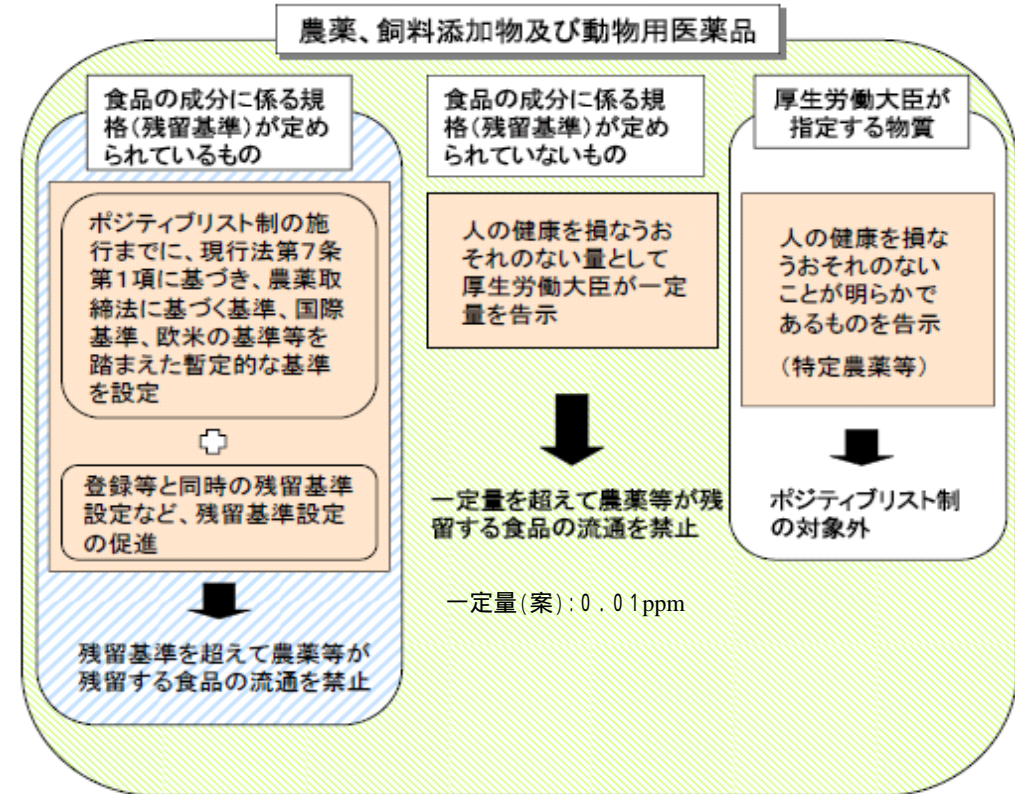 農薬、飼料添加物及び動物用医薬品
食品の成分に係る規
格(残留基準)が定め
られているもの
ポジティブリスト制の施
行までに、現行法第7条
第1項に基づき、農薬取
締法に基づく基準、国際
基準、欧米の基準等を
踏まえた暫定的な基準
を設定
登録等と同時の残留基準
設定など、残留基準設定
の促進
残留基準を超えて農薬等が
残留する食品の流通を禁止
食品の成分に係る規
格(残留基準)が定め
られていないもの
人の健康を損なうお
それのない量として
厚生労働大臣が一定
量を告示
一定量を超えて農薬等が残
留する食品の流通を禁止
一定量(案):0.01ppm
厚生労働大臣が
指定する物質
人の健康を損な
うおそれのない
ことが明らかで
あるものを告示
(特定農薬等)
ポジティブリスト制
の対象外